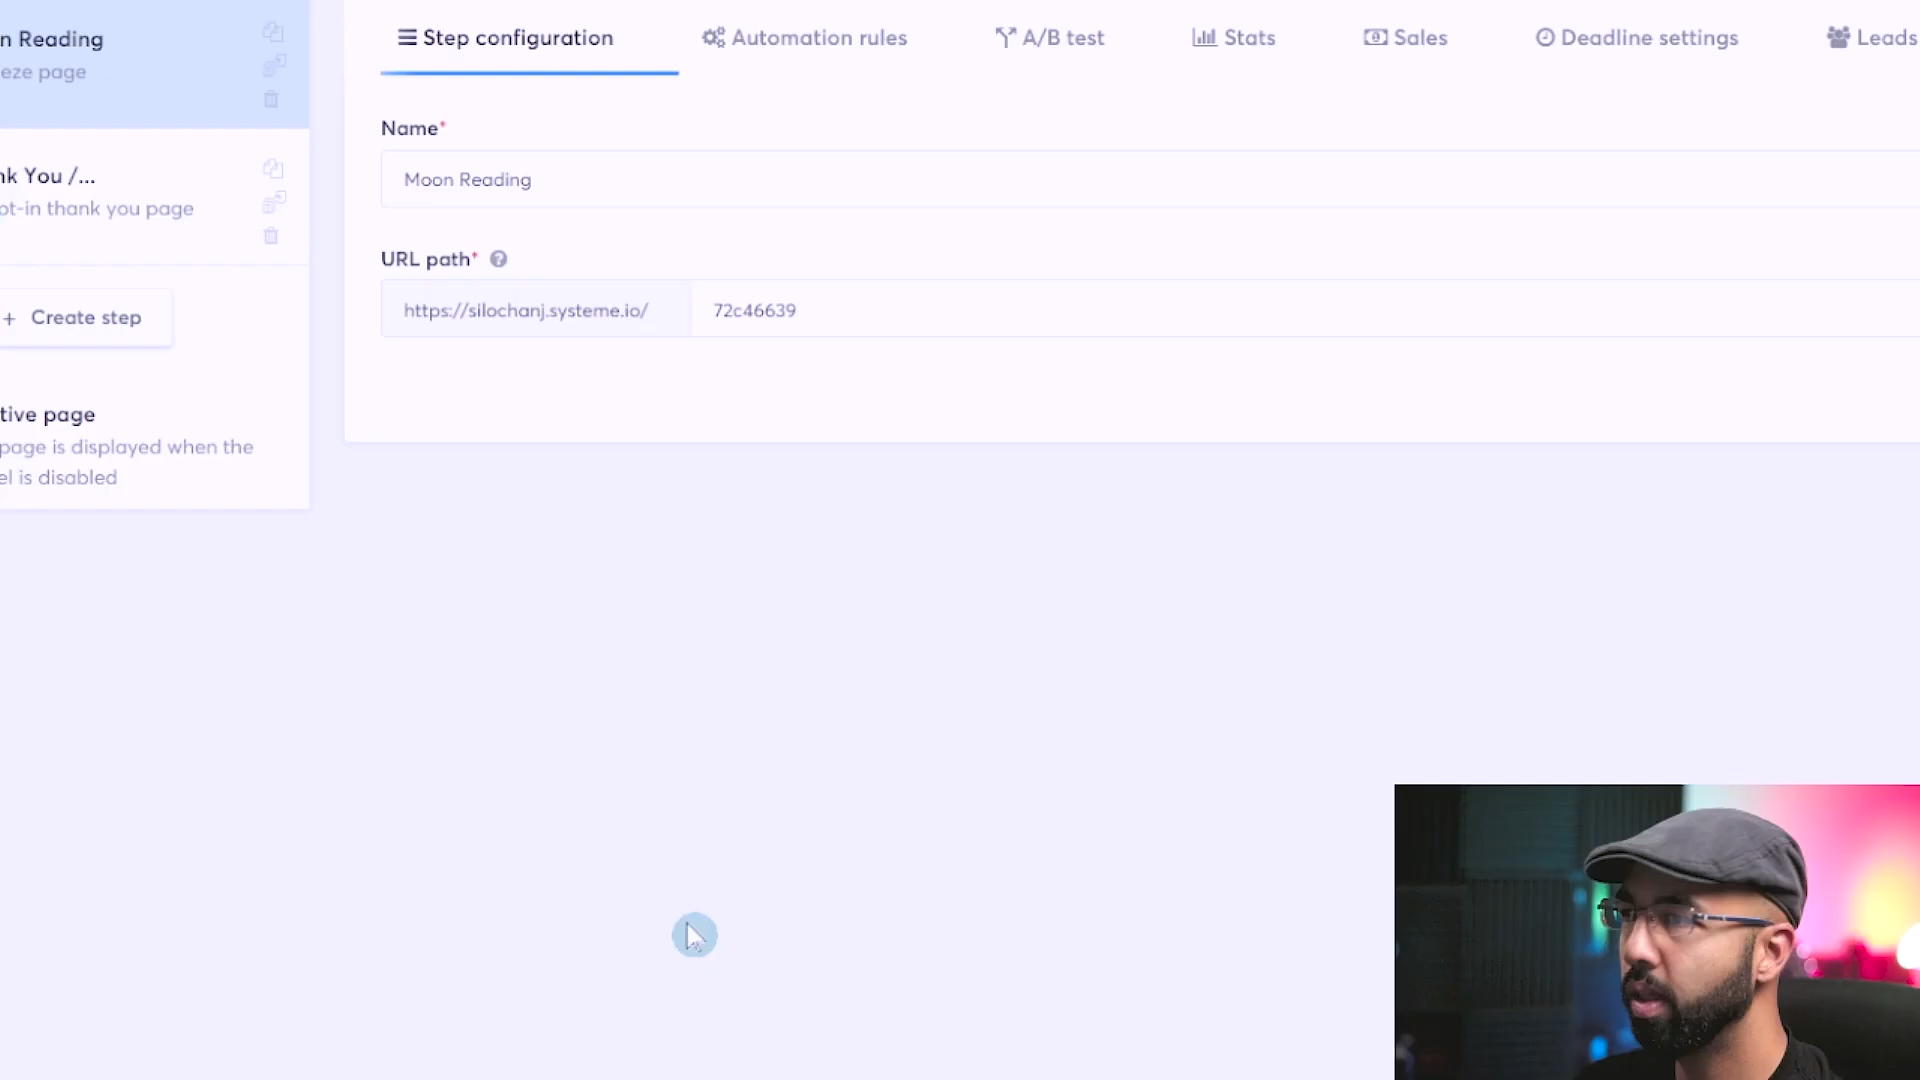 n Reading
eze page
nk You /...
ot-in thank you page
+ Create step
tive page
page is displayed when the
el is disabled
Step configuration
Automation rules
A/B test
Stats
Sales
Deadline settings
Leads
Name*
Moon Reading
URL path* ?
https://silochanj.systeme.io/ 72c46639